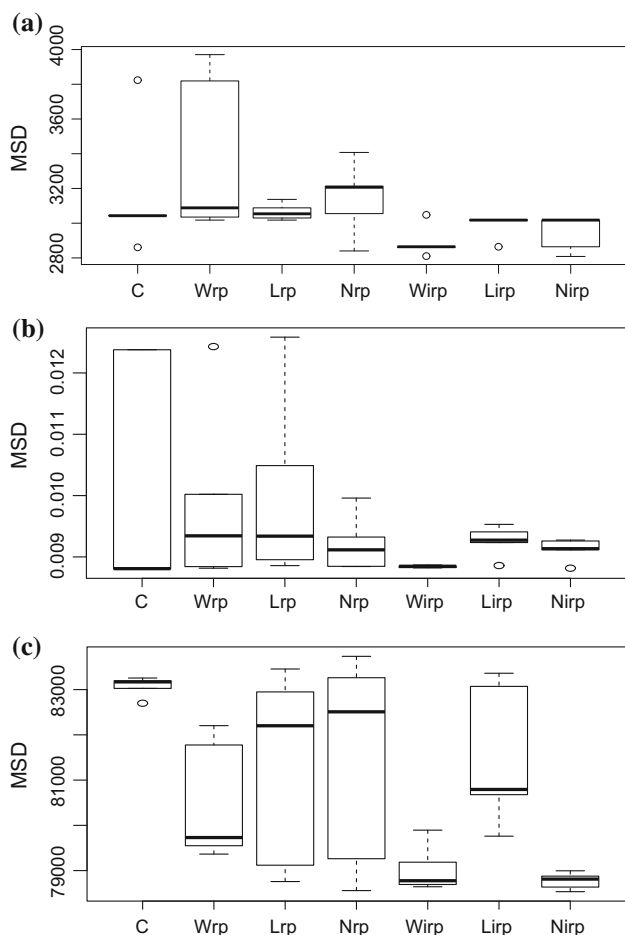 (a)
MSD
4000
3600
3200
2800
C Wrp Lrp Nrp Wirp Lirp Nirp
(b)
MSD
0.012
0.011
0.010
0.009
C Wrp Lrp Nrp Wirp Lirp Nirp
(c)
MSD
83000
81000
79000
C Wrp Lrp Nrp Wirp Lirp Nirp